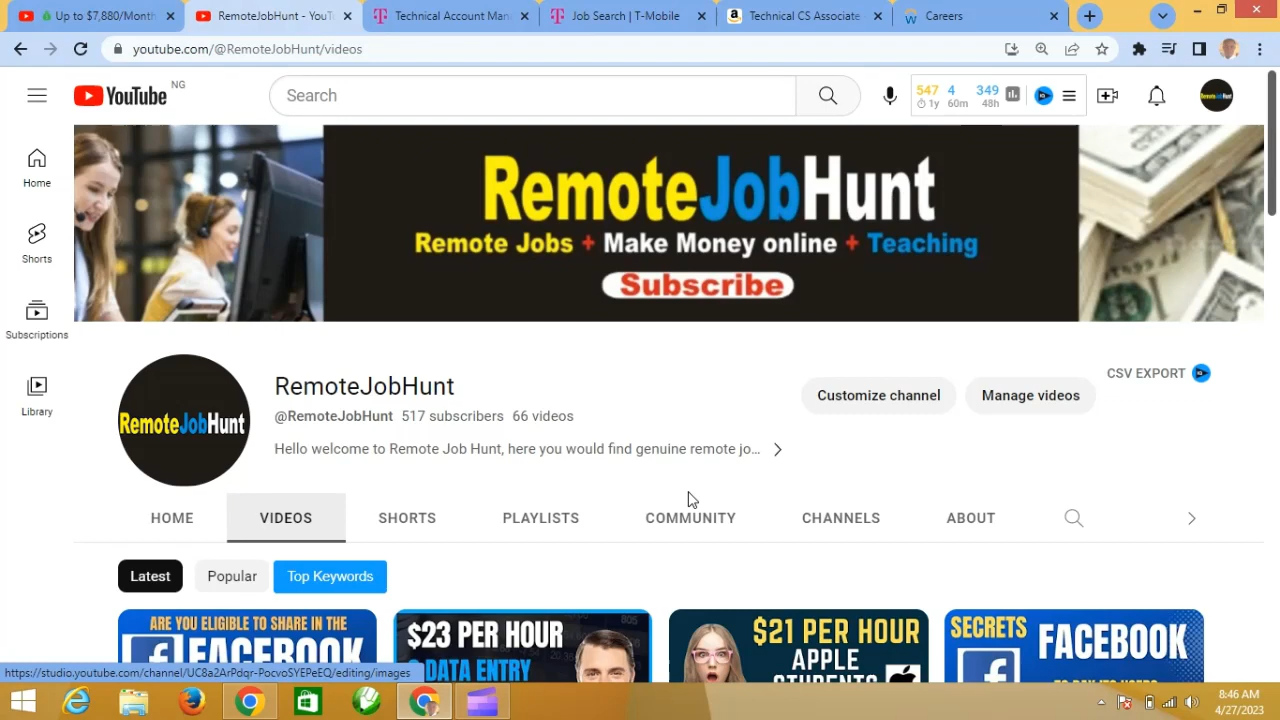 Up to $7,880/Month
RemoteJobHunt - YouT
Technical Account Man
Job Search | T-Mobile
Technical CS Associate
Careers
youtube.com/@RemoteJobHunt/videos
YouTube NG
Search
547 4 349
1y 60m 48h
RemoteJobHunt
Home
RemoteJobHunt
Remote Jobs + Make Money online + Teaching
Subscribe
Shorts
Subscriptions
Library
RemoteJobHunt
RemoteJobHunt
@RemoteJobHunt 517 subscribers 66 videos
Hello welcome to Remote Job Hunt, here you would find genuine remote jo...
Customize channel
Manage videos
CSV EXPORT
HOME
VIDEOS
SHORTS
PLAYLISTS
COMMUNITY
CHANNELS
ABOUT
Latest
Popular
Top Keywords
ARE YOU ELIGIBLE TO SHARE IN THE
FACEBOOK
$23 PER HOUR
DATA ENTRY
$21 PER HOUR
APPLE
STUDENTS
SECRETS
FACEBOOK
https://studio.youtube.com/channel/UC8a2ArPdqr-PocvoSYEPeEQ/editing/images
8:46 AM
4/27/2023